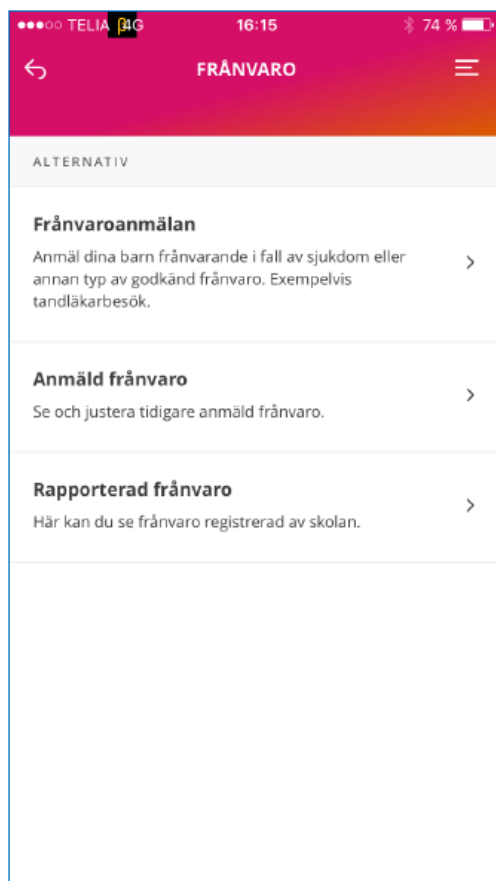 TELIA 4G 16:15 74 %
FRÅNVARO
ALTERNATIV
Frånvaroanmälan
Anmäl dina barn frånvarande i fall av sjukdom eller
annan typ av godkänd frånvaro. Exempelvis
tandläkarbesök.
Anmäld frånvaro
Se och justera tidigare anmäld frånvaro.
Rapporterad frånvaro
Här kan du se frånvaro registrerad av skolan.